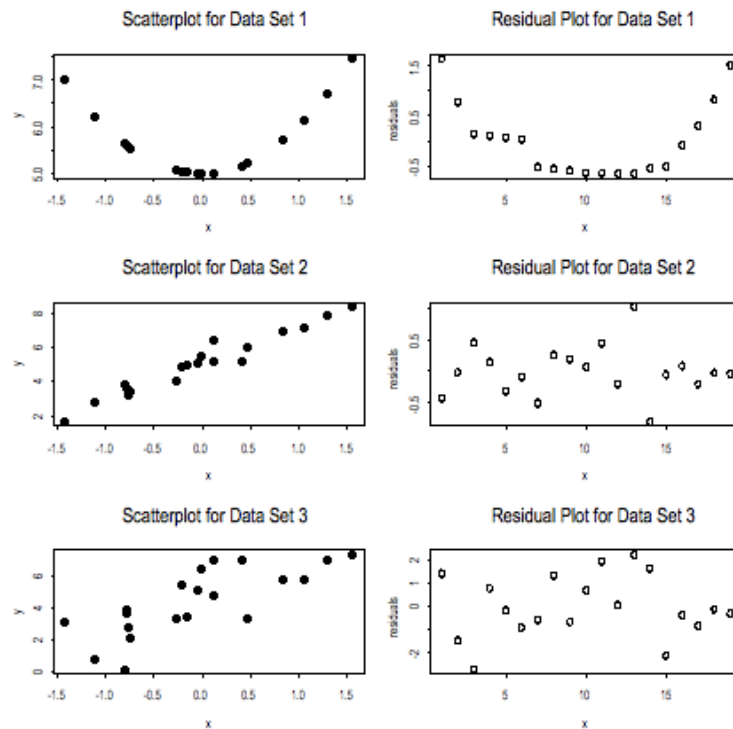 Scatterplot for Data Set 1
Residual Plot for Data Set 1
y
5.0 6.0 7.0
-1.5 -1.0 -0.5 0.0 0.5 1.0 1.5
x
residuals
-0.5 0.5 1.5
5 10 15
x
Scatterplot for Data Set 2
Residual Plot for Data Set 2
y
2 4 6 8
-1.5 -1.0 -0.5 0.0 0.5 1.0 1.5
x
residuals
-0.5 0.5
5 10 15
x
Scatterplot for Data Set 3
Residual Plot for Data Set 3
y
0 2 4 6
-1.5 -1.0 -0.5 0.0 0.5 1.0 1.5
x
residuals
-2 0 1 2
5 10 15
x